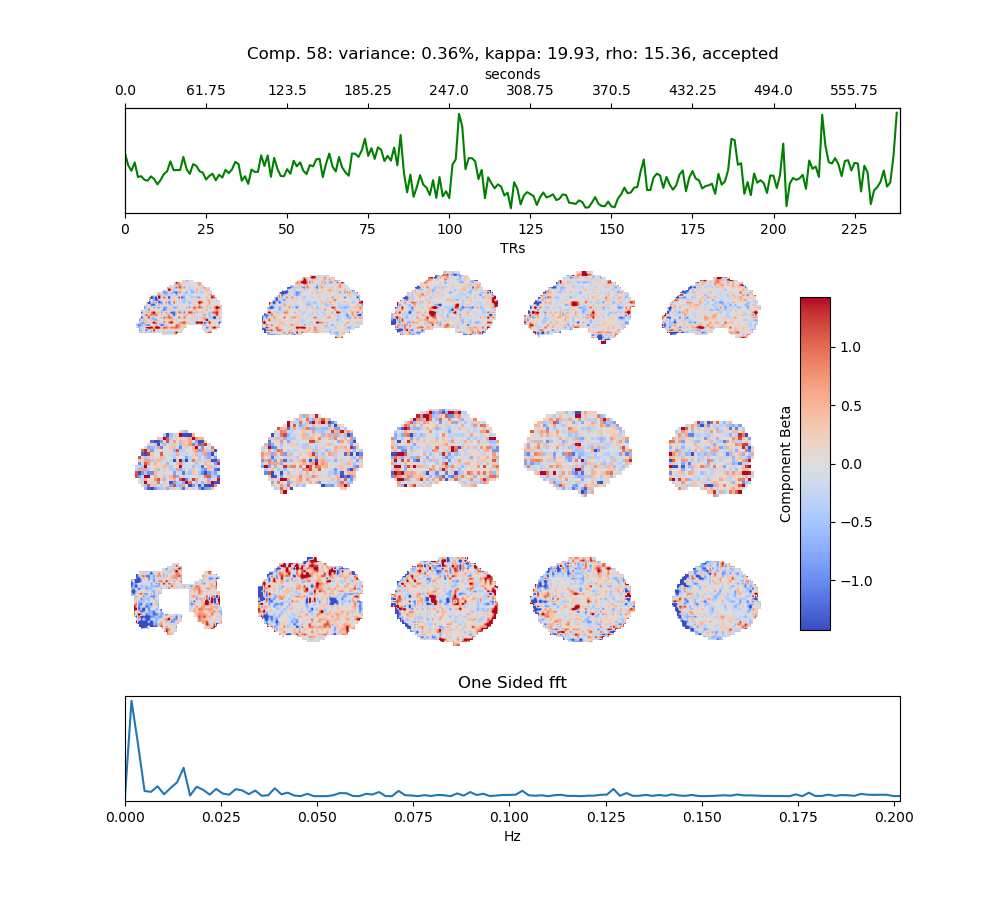 Comp. 58: variance: 0.36%, kappa: 19.93, rho: 15.36, accepted
seconds
0.0 61.75 123.5 185.25 247.0 308.75 370.5 432.25 494.0 555.75
0 25 50 75 100 125 150 175 200 225
TRs
1.0
0.5
0.0
−0.5
−1.0
Component Beta
One Sided fft
0.000 0.025 0.050 0.075 0.100 0.125 0.150 0.175 0.200
Hz